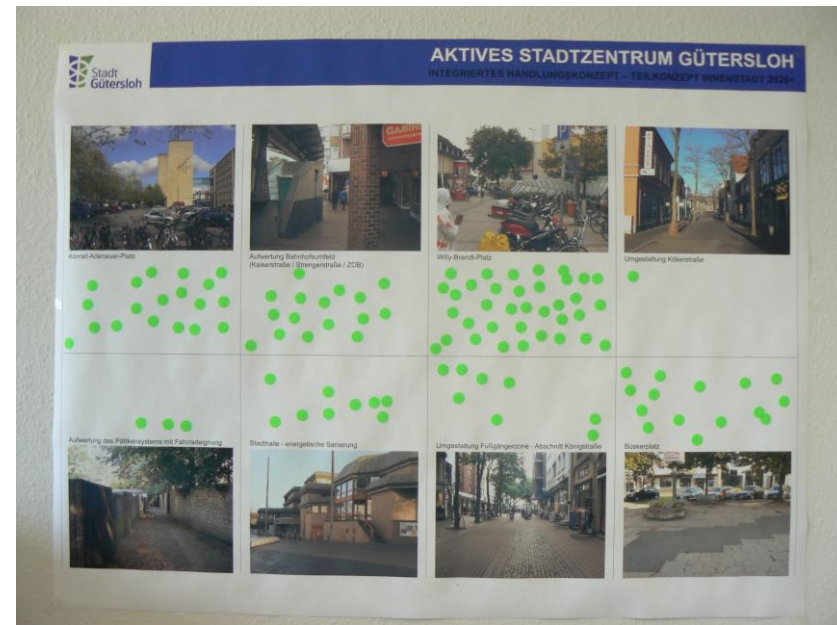 Stadt
Gütersloh
AKTIVES STADTZENTRUM GÜTERSLOH
INTEGRIERTES HANDLUNGSKONZEPT – TEILKONZEPT INNENSTADT 2020+
Konrad-Adenauer-Platz
Aufwertung Bahnhofsumfeld
(Kaiserstraße / Strengerstraße / ZOB)
Willy-Brandt-Platz
Umgestaltung Kökerstraße
Aufwertung des Pättkensystems mit Fahrradeignung
Stadthalle - energetische Sanierung
Umgestaltung Fußgängerzone - Abschnitt Königstraße
Büskerplatz